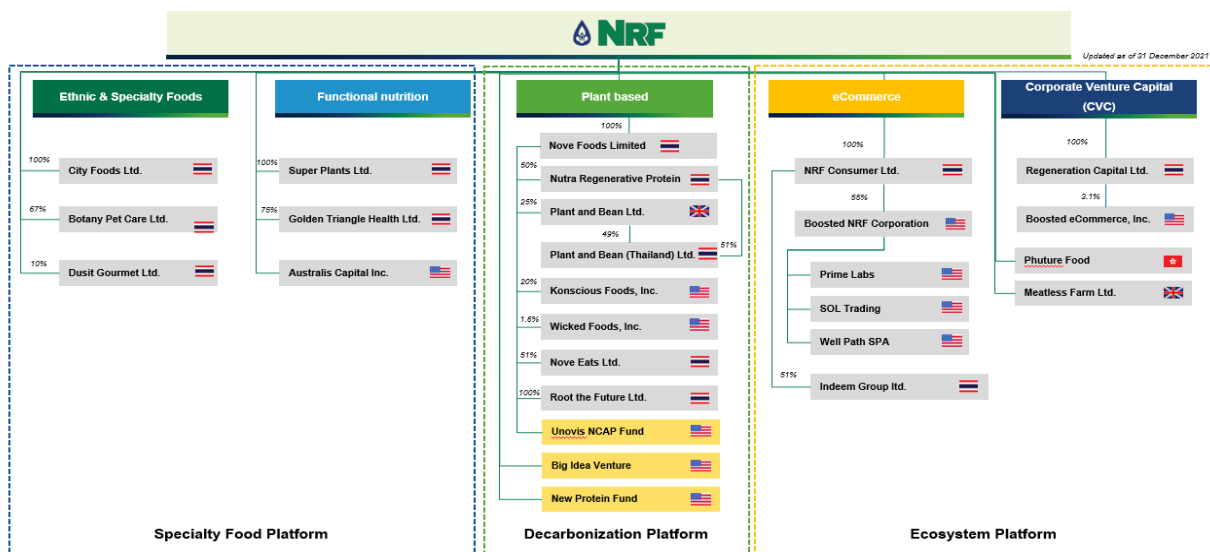 NRF
Updated as of 31 December 2021
Ethnic & Specialty Foods
Functional nutrition
Plant based
eCommerce
Corporate Venture Capital
(CVC)
100%
City Foods Ltd.
67%
Botany Pet Care Ltd.
10%
Dusit Gourmet Ltd.
100%
Super Plants Ltd.
75%
Golden Triangle Health Ltd.
Australis Capital Inc.
100%
Nove Foods Limited
50%
Nutra Regenerative Protein
25%
Plant and Bean Ltd.
49%
51%
Plant and Bean (Thailand) Ltd.
20%
Konscious Foods, Inc.
1.6%
Wicked Foods, Inc.
51%
Nove Eats Ltd.
100%
Root the Future Ltd.
Unovis NCAP Fund
Big Idea Venture
New Protein Fund
100%
NRF Consumer Ltd.
55%
Boosted NRF Corporation
Prime Labs
SOL Trading
Well Path SPA
51%
Indeem Group ltd.
100%
Regeneration Capital Ltd.
3.1%
Boosted eCommerce, Inc.
Phuture Food
Meatless Farm Ltd.
Specialty Food Platform
Decarbonization Platform
Ecosystem Platform